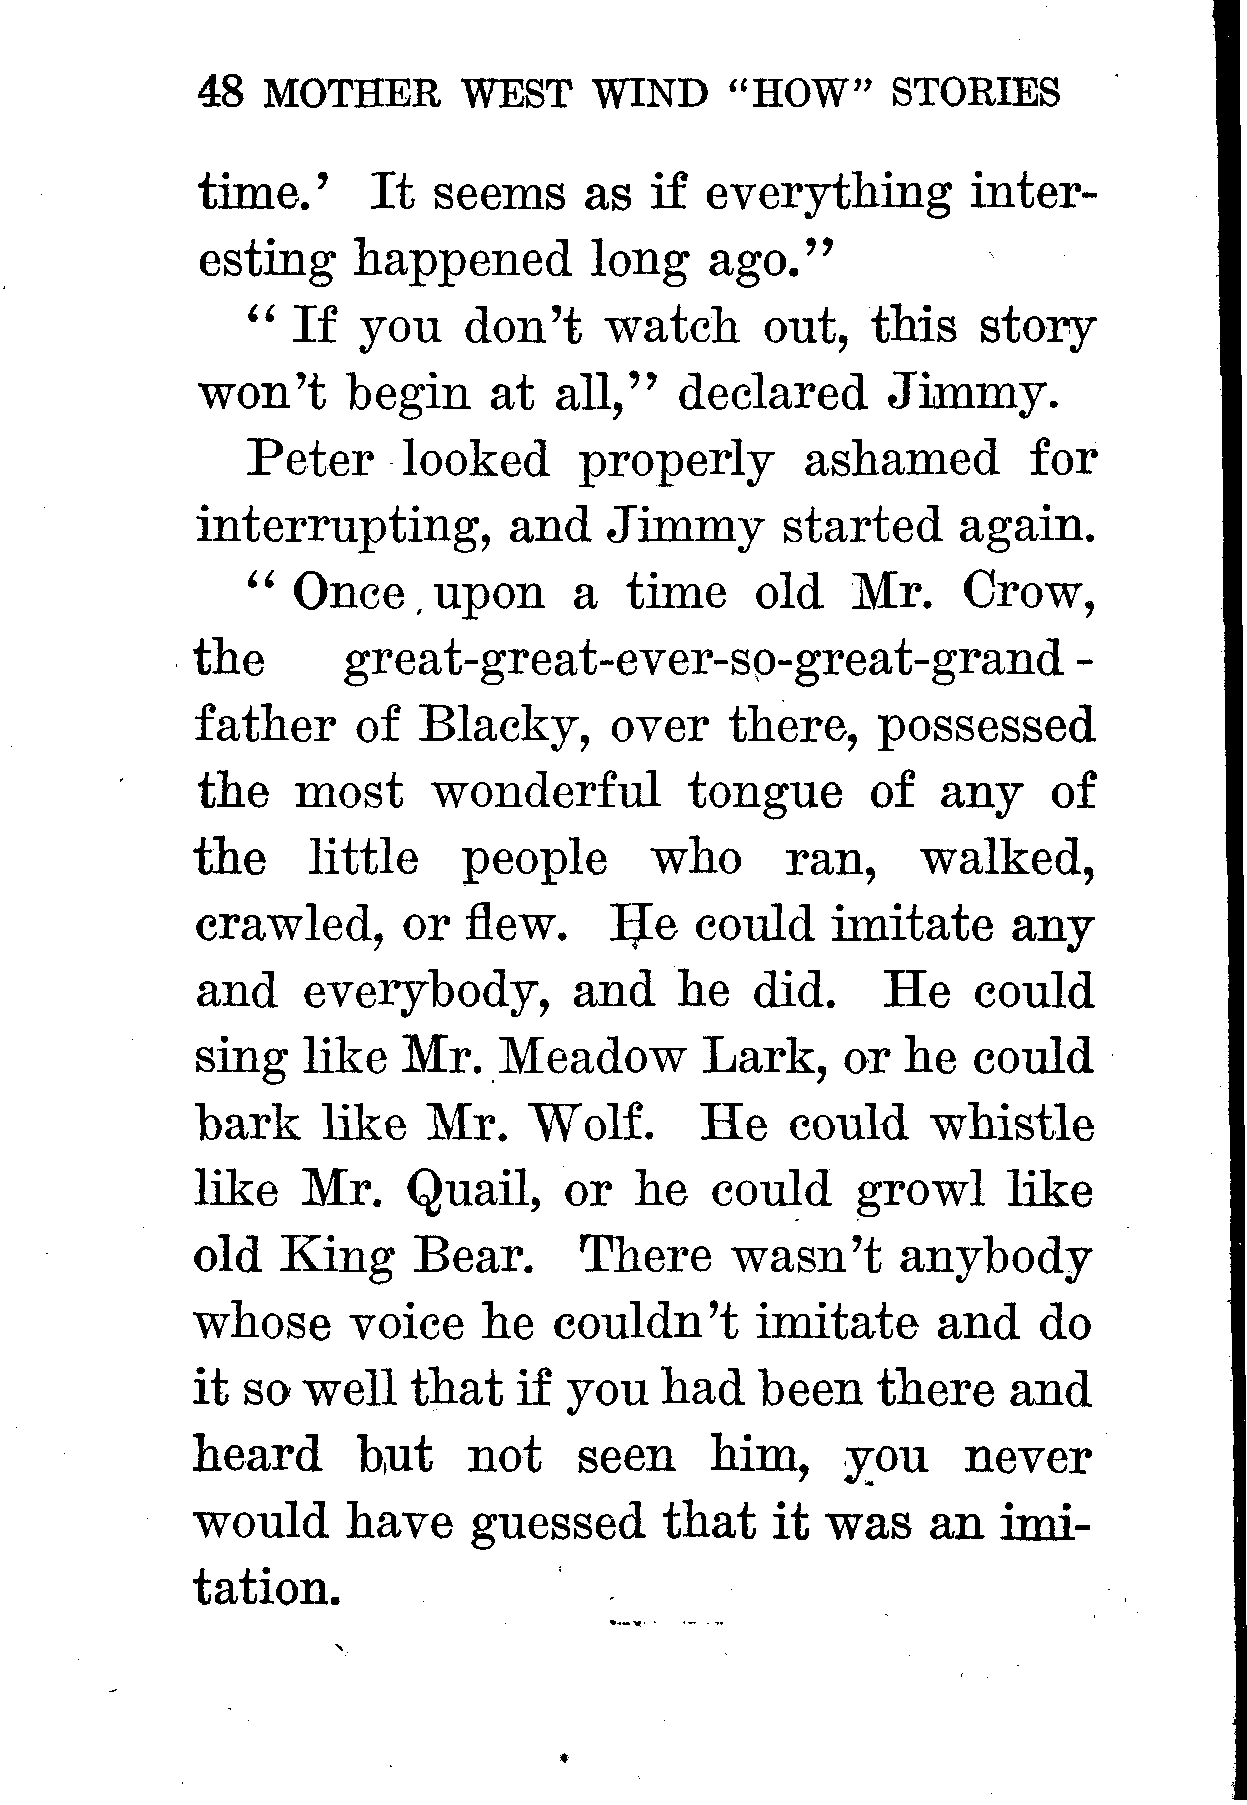 48 MOTHER WEST WIND "HOW" STORIES
time.' It seems as if everything inter-
esting happened long ago."
"If you don't watch out, this story
won't begin at all," declared Jimmy.
Peter looked properly ashamed for
interrupting, and Jimmy started again.
"Once upon a time old Mr. Crow,
the great-great-ever-so-great-grand-
father of Blacky, over there, possessed
the most wonderful tongue of any of
the little people who ran, walked,
crawled, or flew. He could imitate any
and everybody, and he did. He could
sing like Mr. Meadow Lark, or he could
bark like Mr. Wolf. He could whistle
like Mr. Quail, or he could growl like
old King Bear. There wasn't anybody
whose voice he couldn't imitate and do
it so well that if you had been there and
heard but not seen him, you never
would have guessed that it was an imi-
tation.